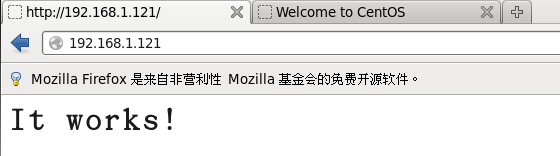 http://192.168.1.121/
Welcome to CentOS
192.168.1.121
Mozilla Firefox 是来自非营利性 Mozilla 基金会的免费开源软件。
It works!